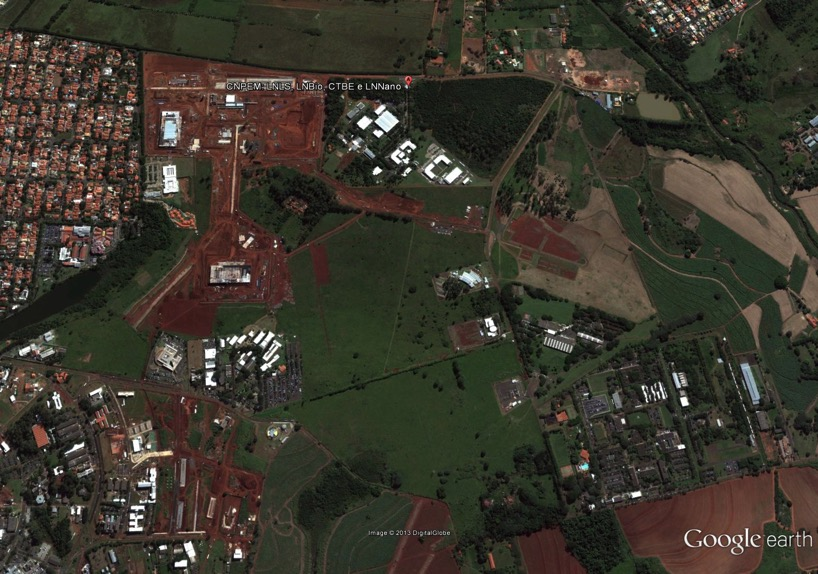 CNPEM-LNLS, LNBio, CTBE e LNNano
Image © 2013 DigitalGlobe
Google earth